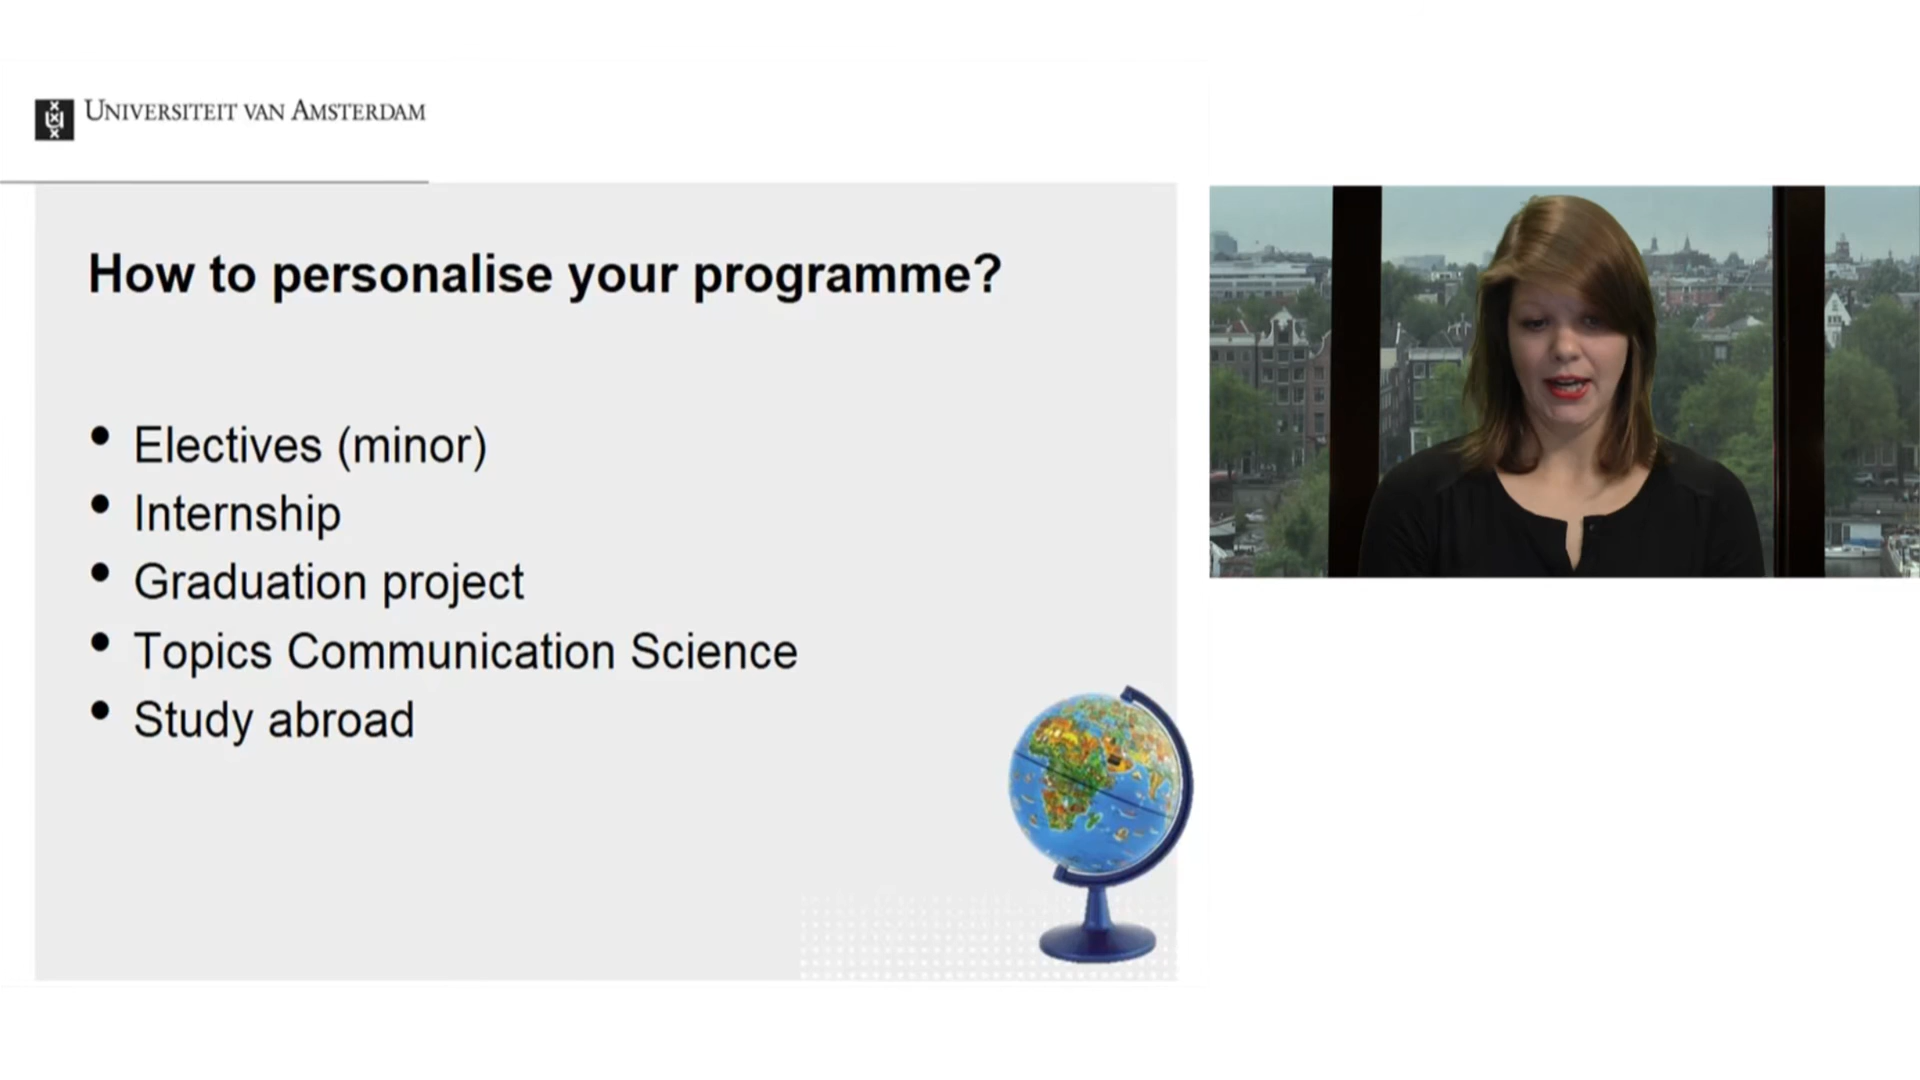 UNIVERSITEIT VAN AMSTERDAM
How to personalise your programme?
• Electives (minor)
• Internship
• Graduation project
• Topics Communication Science
• Study abroad